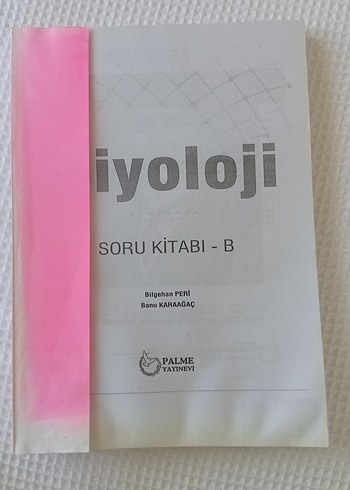 iyoloji
SORU KİTABI - B
Bilgehan PERİ
Banu KARAAĞAÇ
PALME
YAYINEVİ